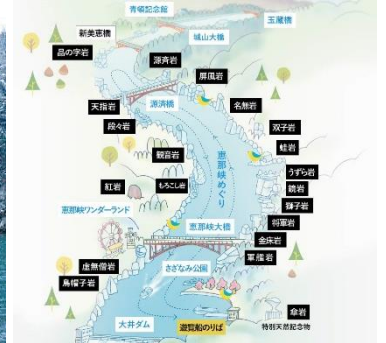 青頓記念館
玉蔵橋
城山大橋
新美恵橋
品の字岩
源斉岩
屏風岩
天指岩
源済橋
名無岩
段々岩
双子岩
蛙岩
観音岩
恵那峡めぐり
うずら岩
紅岩
もろこし岩
鏡岩
獅子岩
恵那峡ワンダーランド
将軍岩
恵那峡大橋
金床岩
軍艦岩
虚無僧岩
さざなみ公園
烏帽子岩
傘岩
特別天然記念物
大井ダム
遊覧船のりば